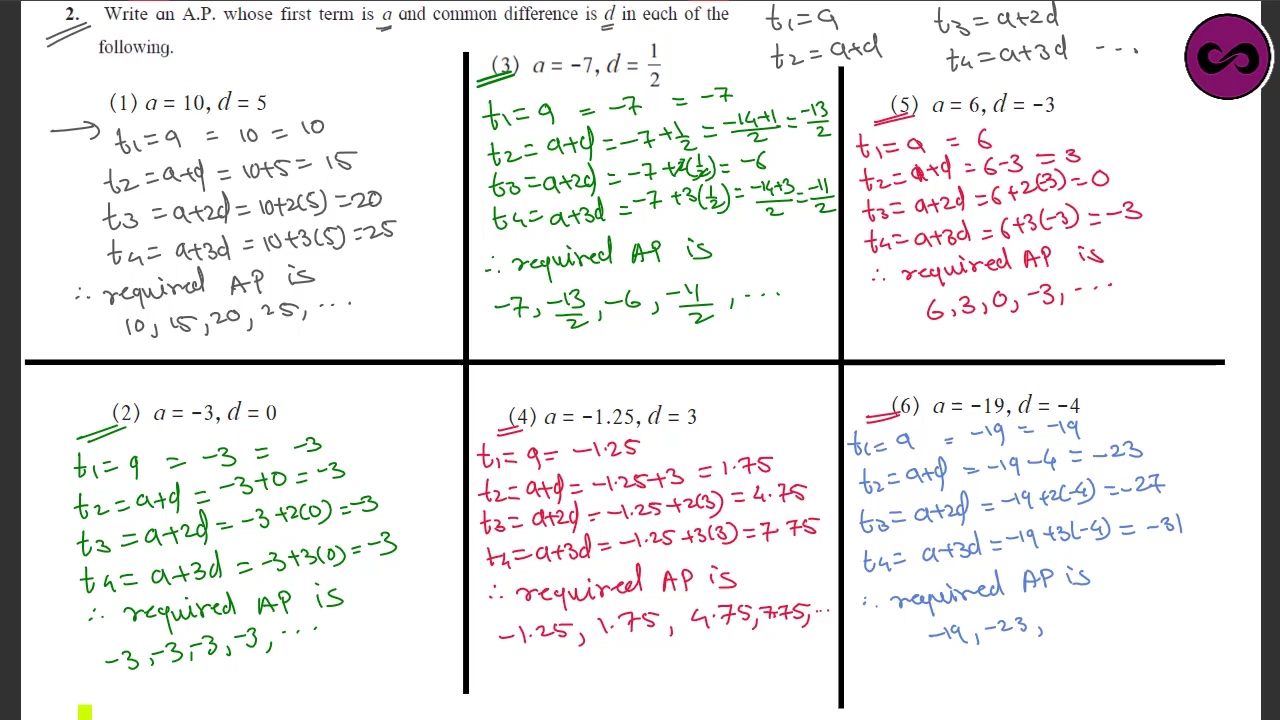 2. Write an A.P. whose first term is a and common difference is d in each of the
following.
t₁ = a
t₂ = a+d
t₃ = a+2d
t₄ = a+3d ...
(1) a = 10, d = 5
t₁ = a = 10 = 10
t₂ = a+d = 10+5 = 15
t₃ = a+2d = 10+2(5) = 20
t₄ = a+3d = 10+3(5) = 25
∴ required AP is
10, 15, 20, 25, ...
(3) a = −7, d = 1/2
t₁ = a = −7 = −7
t₂ = a+d = −7+1/2 = −14+1/2 = −13/2
t₃ = a+2d = −7+2(1/2) = −6
t₄ = a+3d = −7+3(1/2) = −14+3/2 = −11/2
∴ required AP is
−7, −13/2, −6, −11/2, ...
(5) a = 6, d = −3
t₁ = a = 6
t₂ = a+d = 6−3 = 3
t₃ = a+2d = 6+2(3) = 0
t₄ = a+3d = 6+3(−3) = −3
∴ required AP is
6, 3, 0, −3, ...
(2) a = −3, d = 0
t₁ = a = −3 = −3
t₂ = a+d = −3+0 = −3
t₃ = a+2d = −3+2(0) = −3
t₄ = a+3d = −3+3(0) = −3
∴ required AP is
−3, −3, −3, −3, ...
(4) a = −1.25, d = 3
t₁ = a = −1.25
t₂ = a+d = −1.25+3 = 1.75
t₃ = a+2d = −1.25+2(3) = 4.75
t₄ = a+3d = −1.25+3(3) = 7.75
∴ required AP is
−1.25, 1.75, 4.75, 7.75, ...
(6) a = −19, d = −4
t₁ = a = −19 = −19
t₂ = a+d = −19−4 = −23
t₃ = a+2d = −19+2(−4) = −27
t₄ = a+3d = −19+3(−4) = −31
∴ required AP is
−19, −23,